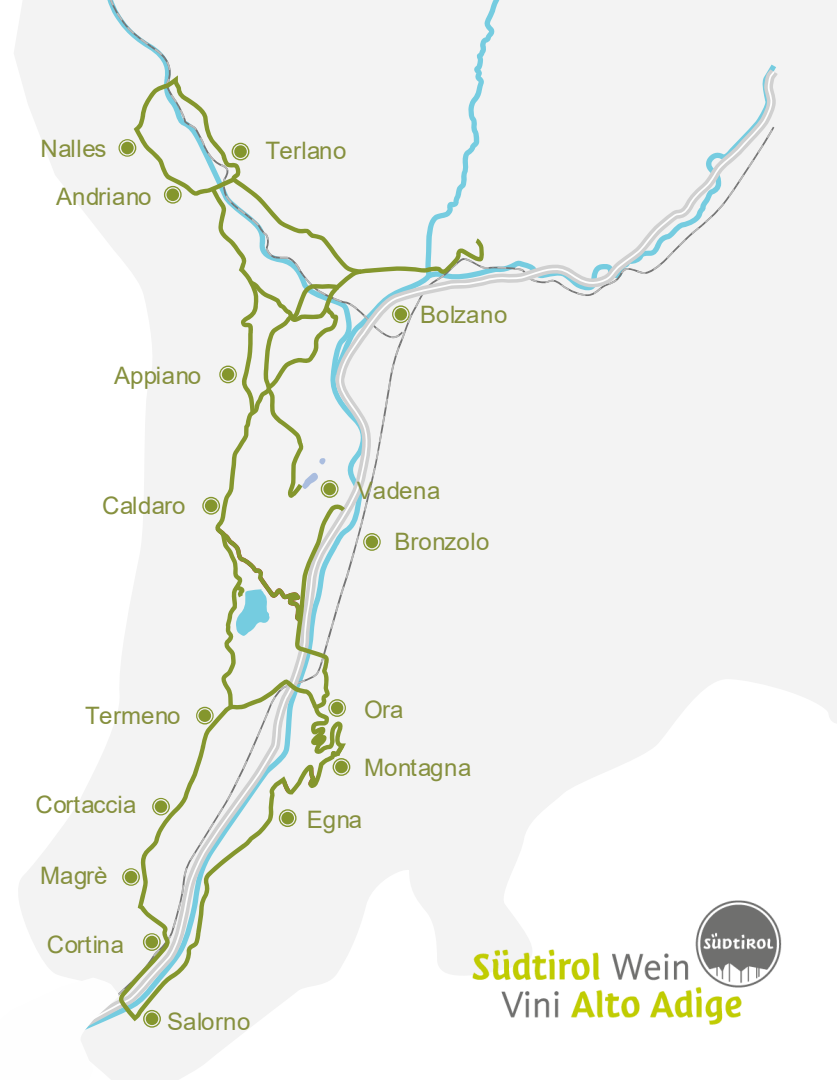 Nalles
Terlano
Andriano
Bolzano
Appiano
Vadena
Caldaro
Bronzolo
Termeno
Ora
Montagna
Cortaccia
Egna
Magrè
Cortina
Salorno
SÜDTIROL
Südtirol Wein
Vini Alto Adige